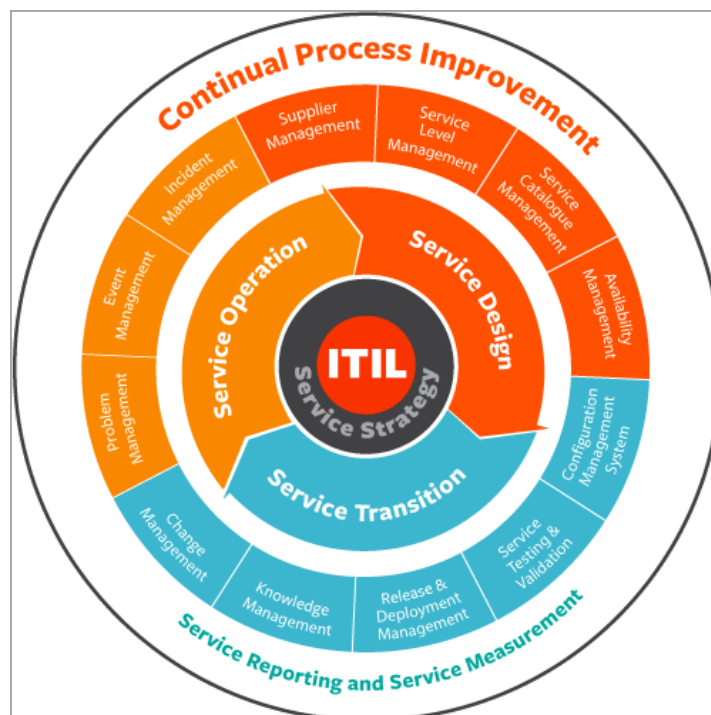 Continual Process Improvement
Supplier
Management
Service
Level
Management
Service
Catalogue
Management
Availability
Management
Configuration
Management
System
Service
Testing &
Validation
Release &
Deployment
Management
Knowledge
Management
Change
Management
Problem
Management
Event
Management
Incident
Management
Service Design
Service Transition
Service Operation
ITIL
Service Strategy
Service Reporting and Service Measurement